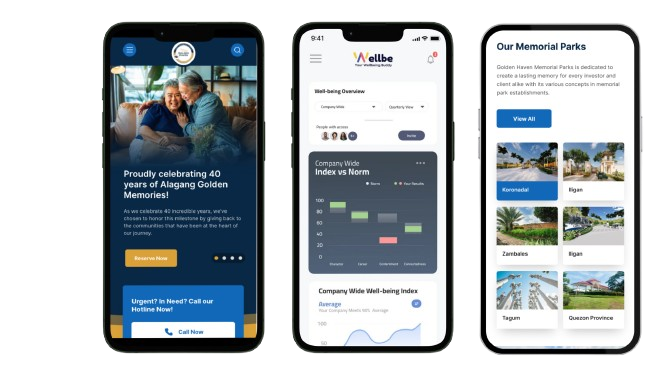 Proudly celebrating 40
years of Alagang Golden
Memories!
As we celebrate 40 incredible years, we've
chosen to honor this milestone by giving back to
the communities that have been at the heart of
our journey.
Reserve Now
Urgent? In Need? Call our
Hotline Now!
Call Now
9:41
Wellbe
Your Wellbeing Buddy
Well-being Overview
Company Wide
Quarterly View
People with access
Invite
Company Wide
Index vs Norm
Norm
Your Results
100
80
60
40
20
0
Character
Career
Contentment
Connectedness
Company Wide Well-being Index
Average
Your Company Meets WS Average
100
50
Our Memorial Parks
Golden Haven Memorial Parks is dedicated to
create a lasting memory for every investor and
client alike with its various concepts in memorial
park establishments.
View All
Koronadal
Iligan
Zambales
Iligan
Tagum
Quezon Province